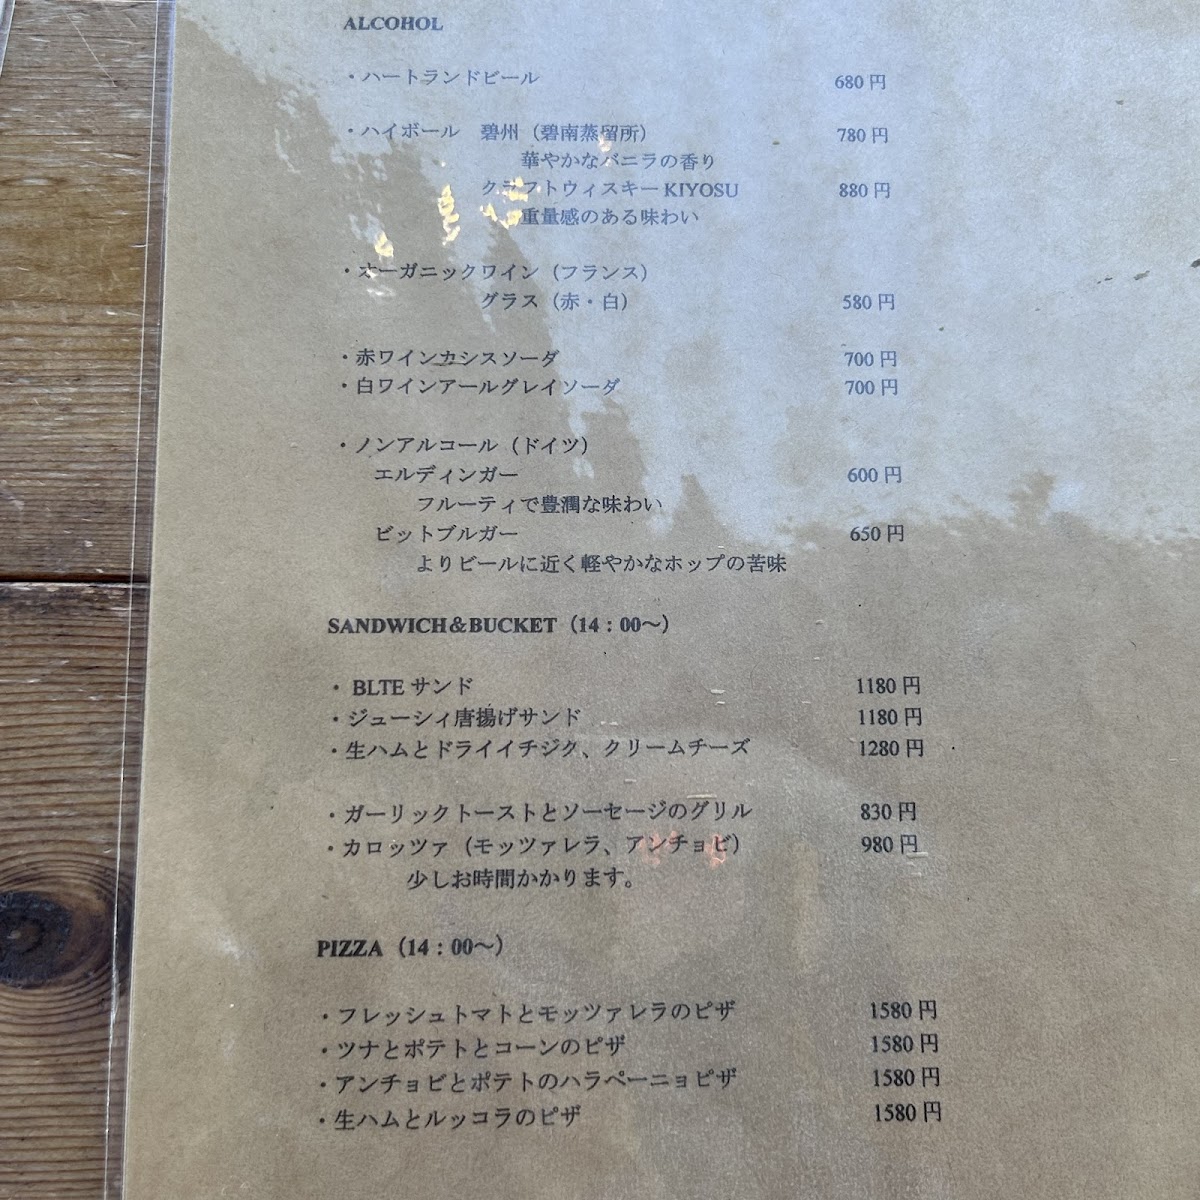 ALCOHOL
・ハートランドビール 680円
・ハイボール 碧州（碧南蒸留所） 780円
華やかなバニラの香り
クラフトウィスキーKIYOSU 880円
重量感のある味わい
・オーガニックワイン（フランス）
グラス（赤・白） 580円
・赤ワインカシスソーダ 700円
・白ワインアールグレイソーダ 700円
・ノンアルコール（ドイツ）
エルディンガー 600円
フルーティで豊潤な味わい
ビットブルガー 650円
よりビールに近く軽やかなホップの苦味
SANDWICH＆BUCKET（14：00～）
・BLTEサンド 1180円
・ジューシィ唐揚げサンド 1180円
・生ハムとドライイチジク、クリームチーズ 1280円
・ガーリックトーストとソーセージのグリル 830円
・カロッツァ（モッツァレラ、アンチョビ） 980円
少しお時間かかります。
PIZZA（14：00～）
・フレッシュトマトとモッツァレラのピザ 1580円
・ツナとポテトとコーンのピザ 1580円
・アンチョビとポテトのハラペーニョピザ 1580円
・生ハムとルッコラのピザ 1580円